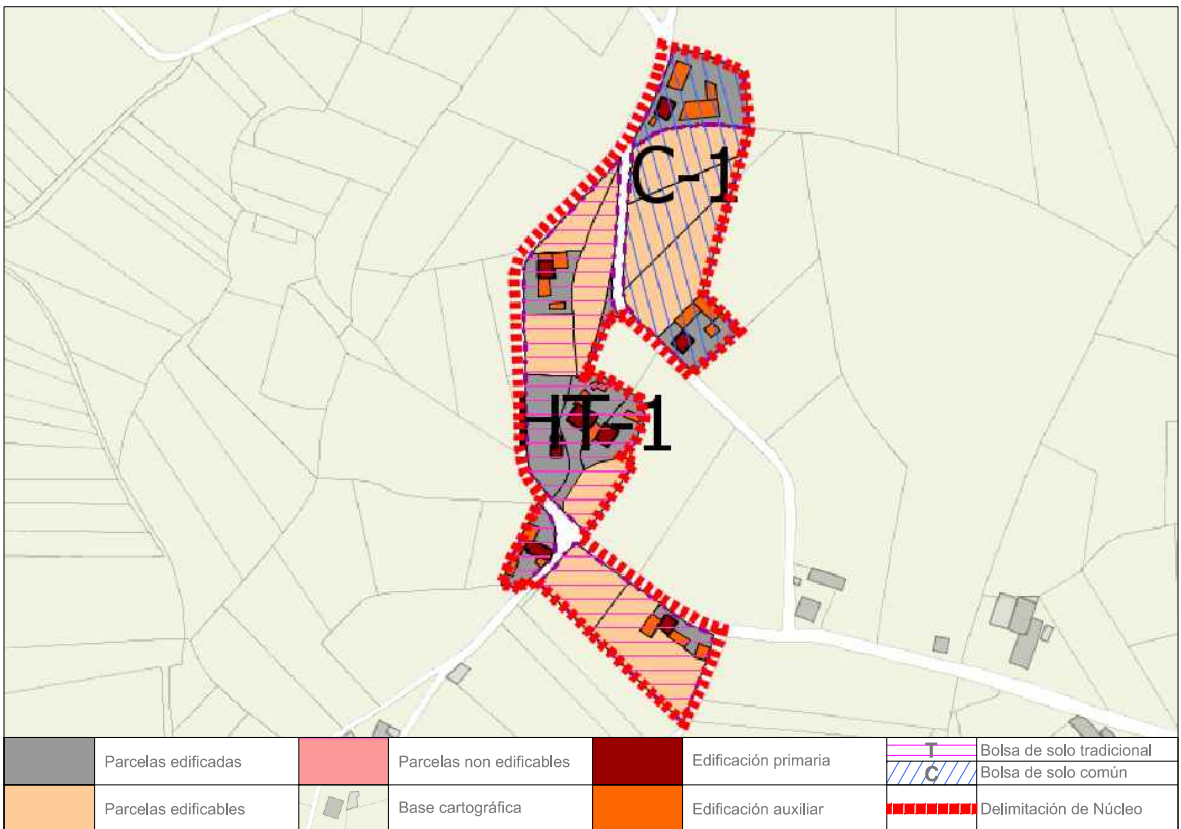 C-1
HT-1
Parcelas edificadas
Parcelas non edificables
Edificación primaria
T
Bolsa de solo tradicional
C
Bolsa de solo común
Parcelas edificables
Base cartográfica
Edificación auxiliar
Delimitación de Núcleo